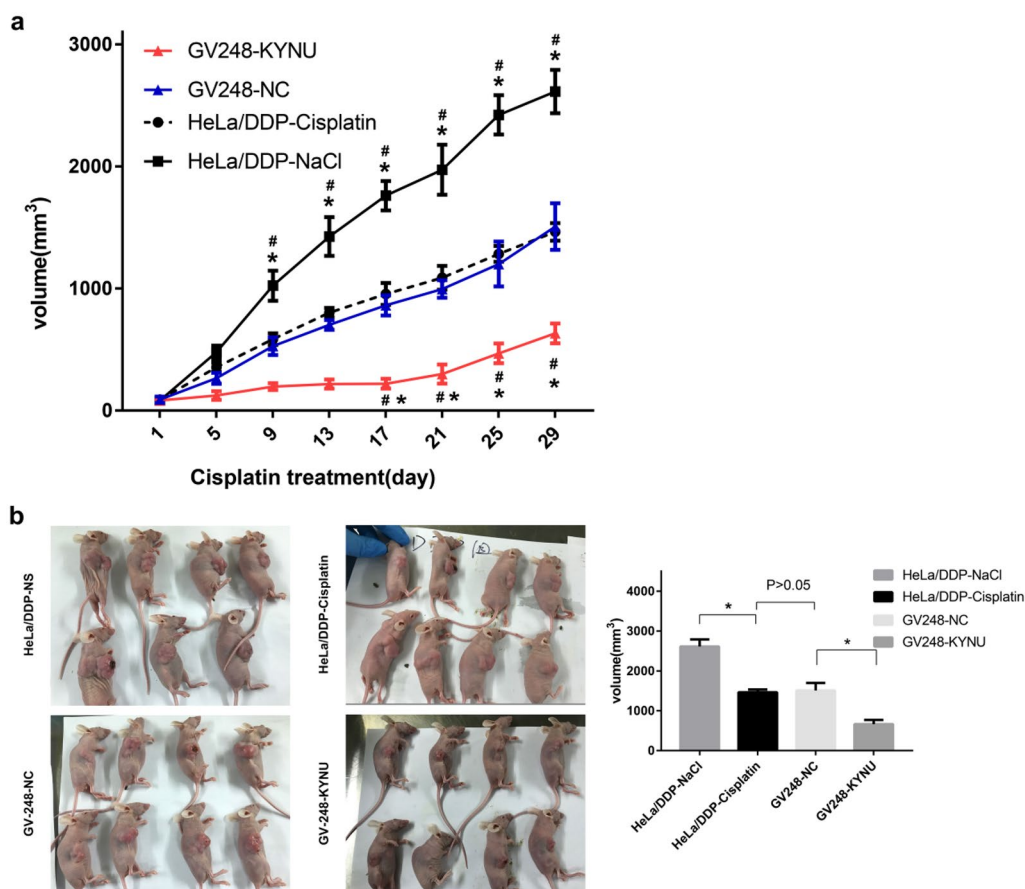 a
3000
2000
1000
0
volume(mm³)
GV248-KYNU
GV248-NC
HeLa/DDP-Cisplatin
HeLa/DDP-NaCl
#
*
#
*
#
*
#
*
#
*
#
*
# *
# *
#
*
#
*
1 5 9 13 17 21 25 29
Cisplatin treatment(day)
b
HeLa/DDP-NS
HeLa/DDP-Cisplatin
GV-248-NC
GV-248-KYNU
volume(mm³)
4000
3000
2000
1000
0
*
P>0.05
*
HeLa/DDP-NaCl
HeLa/DDP-Cisplatin
GV248-NC
GV248-KYNU
HeLa/DDP-NaCl
HeLa/DDP-Cisplatin
GV248-NC
GV248-KYNU